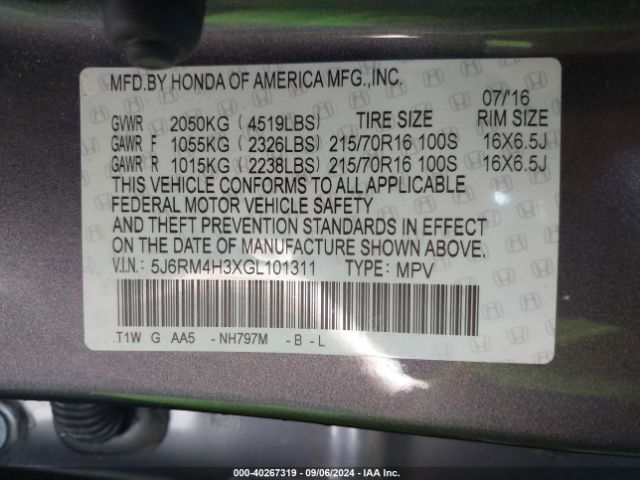 MFD.BY HONDA OF AMERICA MFG.,INC.
07/'16
GVWR 2050KG (4519LBS) TIRE SIZE RIM SIZE
GAWR F 1055KG (2326LBS) 215/70R16 100S 16X6.5J
GAWR R 1015KG (2238LBS) 215/70R16 100S 16X6.5J
THIS VEHICLE CONFORMS TO ALL APPLICABLE
FEDERAL MOTOR VEHICLE SAFETY
AND THEFT PREVENTION STANDARDS IN EFFECT
ON THE DATE OF MANUFACTURE SHOWN ABOVE.
V.I.N.: 5J6RM4H3XGL101311 TYPE: MPV
T1W G AA5 -NH797M -B -L
000-40267319 - 09/06/2024 - IAA Inc.